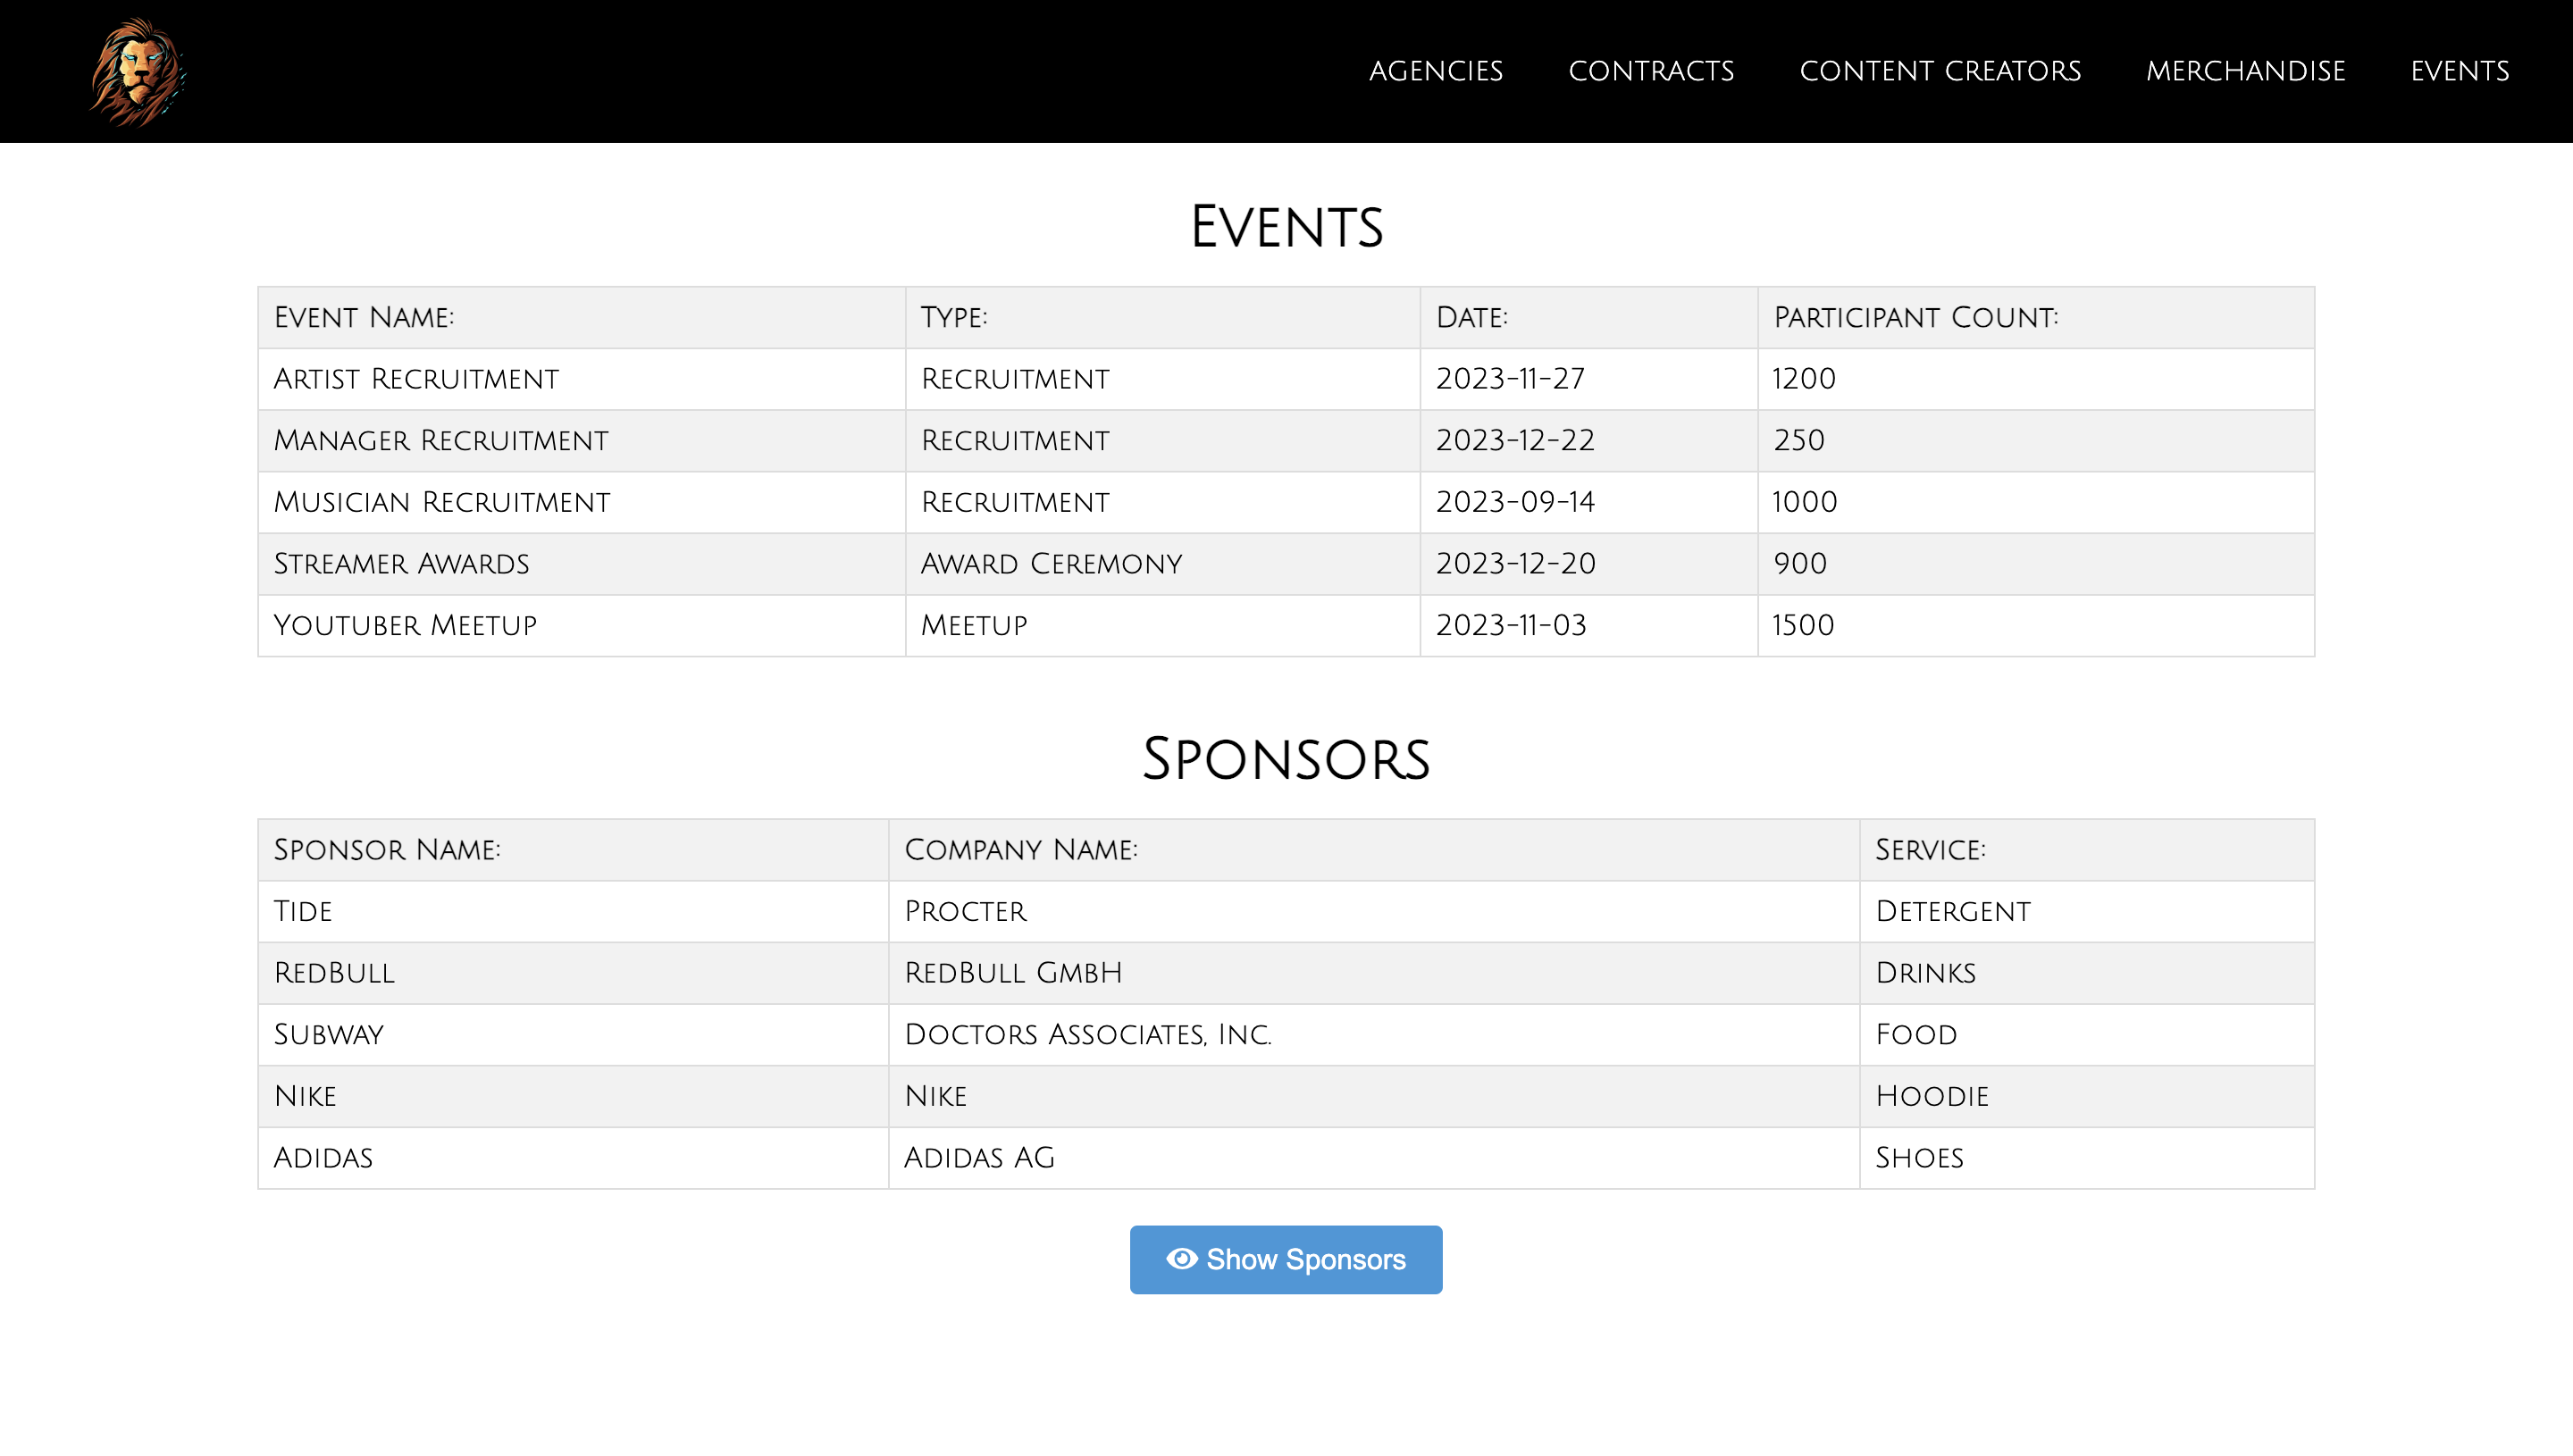 AGENCIES CONTRACTS CONTENT CREATORS MERCHANDISE EVENTS
Events
Event Name: Type: Date: Participant Count:
Artist Recruitment Recruitment 2023-11-27 1200
Manager Recruitment Recruitment 2023-12-22 250
Musician Recruitment Recruitment 2023-09-14 1000
Streamer Awards Award Ceremony 2023-12-20 900
Youtuber Meetup Meetup 2023-11-03 1500
Sponsors
Sponsor Name: Company Name: Service:
Tide Procter Detergent
RedBull RedBull GmbH Drinks
Subway Doctors Associates, Inc. Food
Nike Nike Hoodie
Adidas Adidas AG Shoes
Show Sponsors